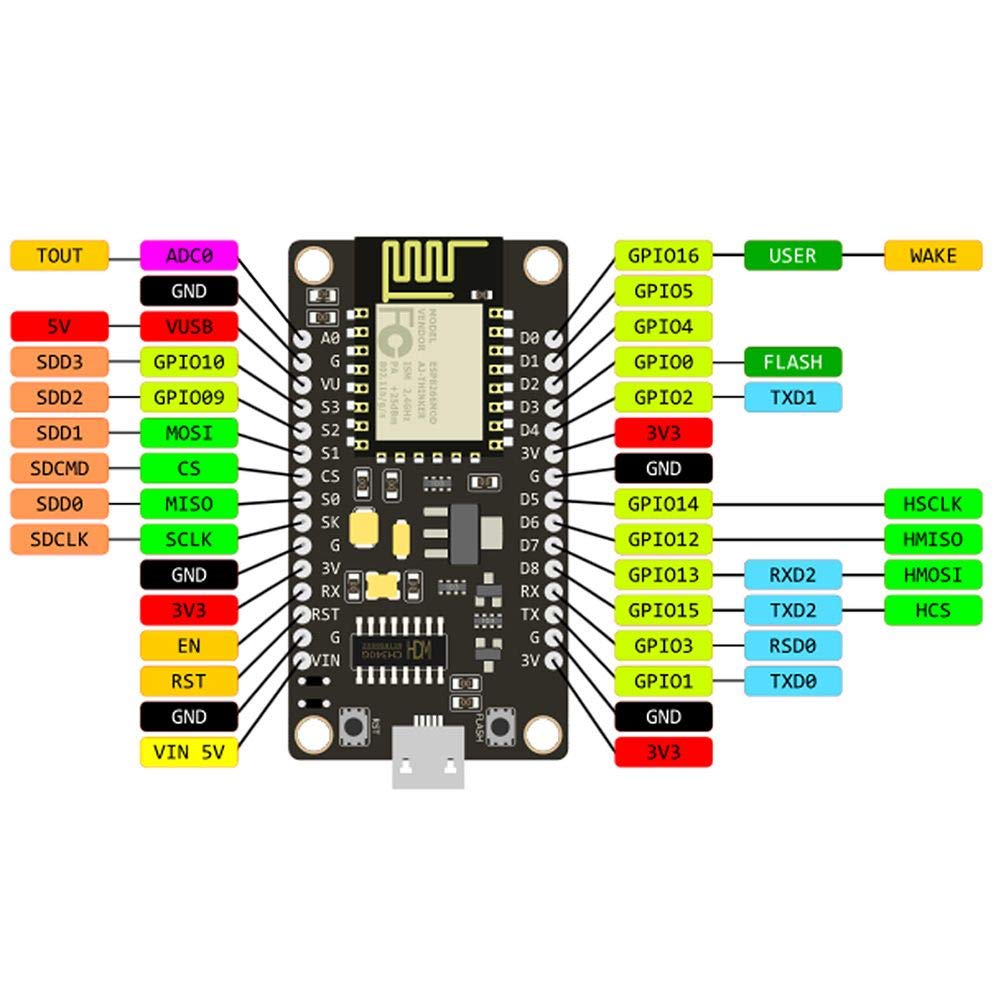 TOUT ADC0
GND
5V VUSB
SDD3 GPIO10
SDD2 GPIO09
SDD1 MOSI
SDCMD CS
SDD0 MISO
SDCLK SCLK
GND
3V3
EN
RST
GND
VIN 5V
A0
G
VU
S3
S2
S1
CS
S0
SK
G
3V
RX
RST
G
VIN
MODEL ESP8266MOD
VENDOR AI-THINKER
ISM 2.4GHz
PA +25dBm
802.11b/g/n
FC
CH340G
HDM
RST
FLASH
D0
D1
D2
D3
D4
3V
G
D5
D6
D7
D8
RX
TX
G
3V
GPIO16 USER WAKE
GPIO5
GPIO4
GPIO0 FLASH
GPIO2 TXD1
3V3
GND
GPIO14 HSCLK
GPIO12 HMISO
GPIO13 RXD2 HMOSI
GPIO15 TXD2 HCS
GPIO3 RSD0
GPIO1 TXD0
GND
3V3